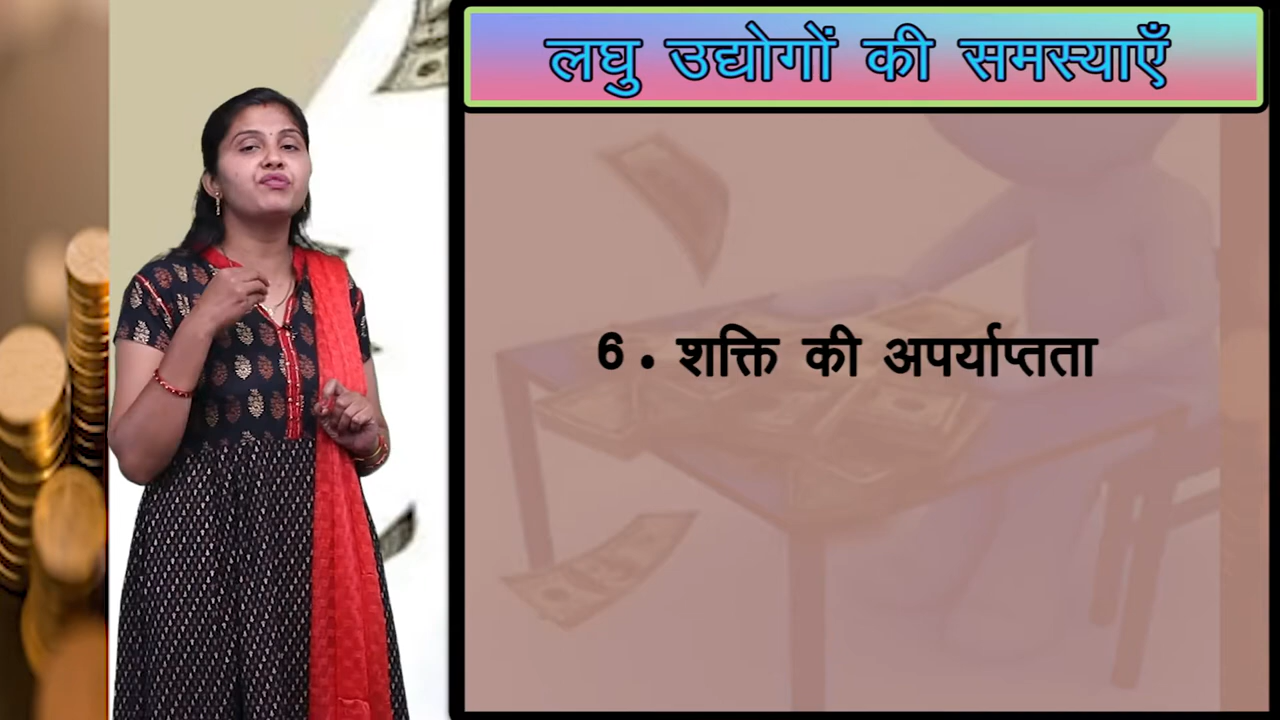 लघु उद्योगों की समस्याएँ
6. शक्ति की अपर्याप्तता